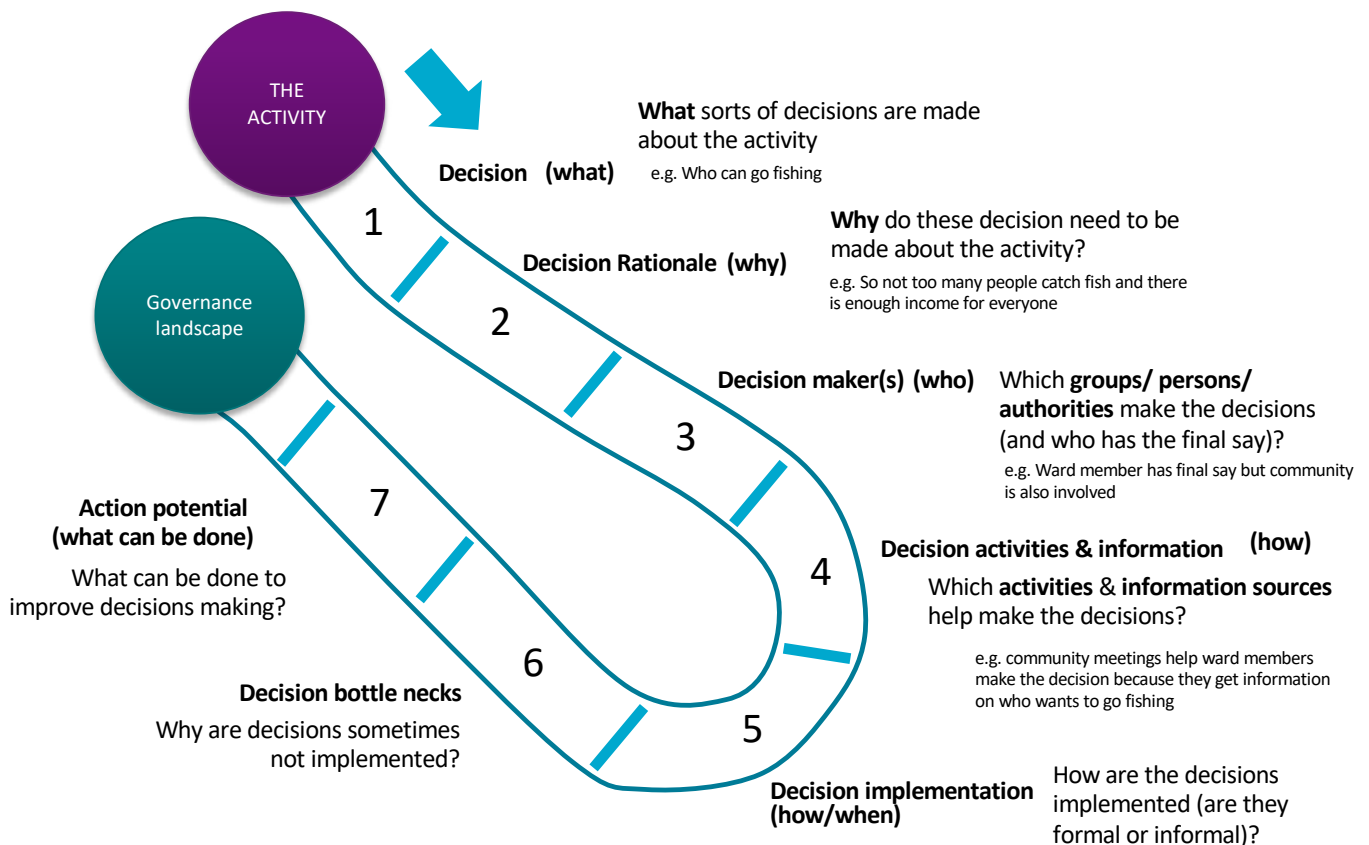 THE
ACTIVITY
What sorts of decisions are made
about the activity
Decision (what)
e.g. Who can go fishing
1
Why do these decision need to be
made about the activity?
Decision Rationale (why)
e.g. So not too many people catch fish and there
is enough income for everyone
2
Decision maker(s) (who)
Which groups/ persons/
authorities make the decisions
(and who has the final say)?
e.g. Ward member has final say but community
is also involved
3
Decision activities & information (how)
Which activities & information sources
help make the decisions?
e.g. community meetings help ward members
make the decision because they get information
on who wants to go fishing
4
5
Decision implementation
(how/when)
How are the decisions
implemented (are they
formal or informal)?
6
Decision bottle necks
Why are decisions sometimes
not implemented?
7
Action potential
(what can be done)
What can be done to
improve decisions making?
Governance
landscape